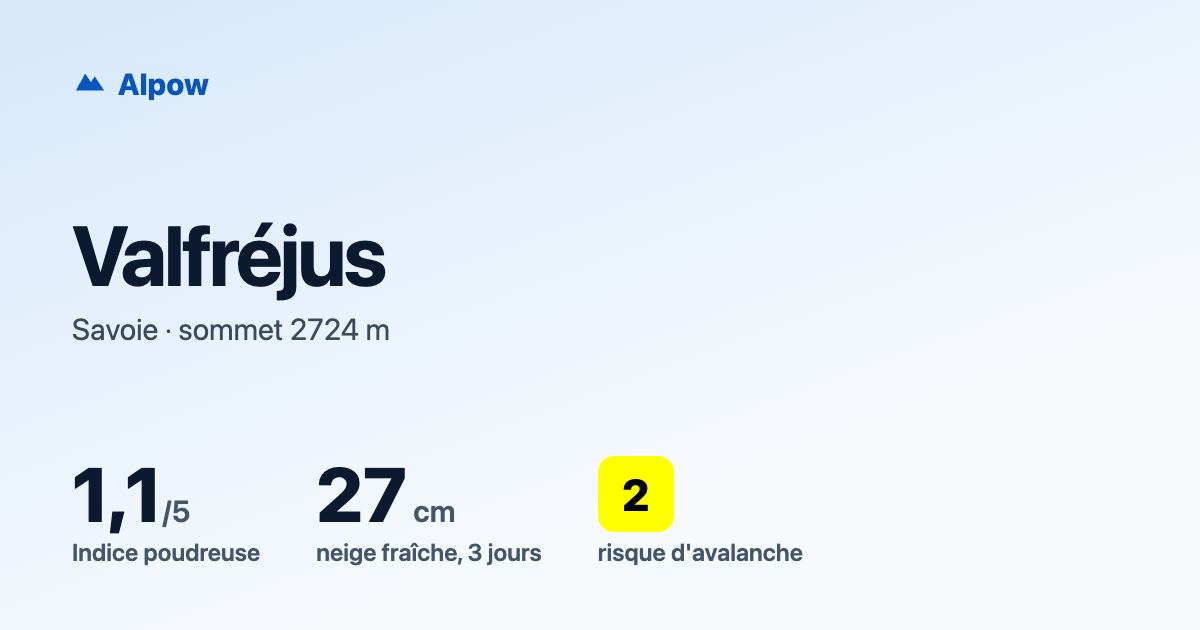 Alpow
Valfréjus
Savoie · sommet 2724 m
1,1/5
Indice poudreuse
27 cm
neige fraîche, 3 jours
2
risque d'avalanche